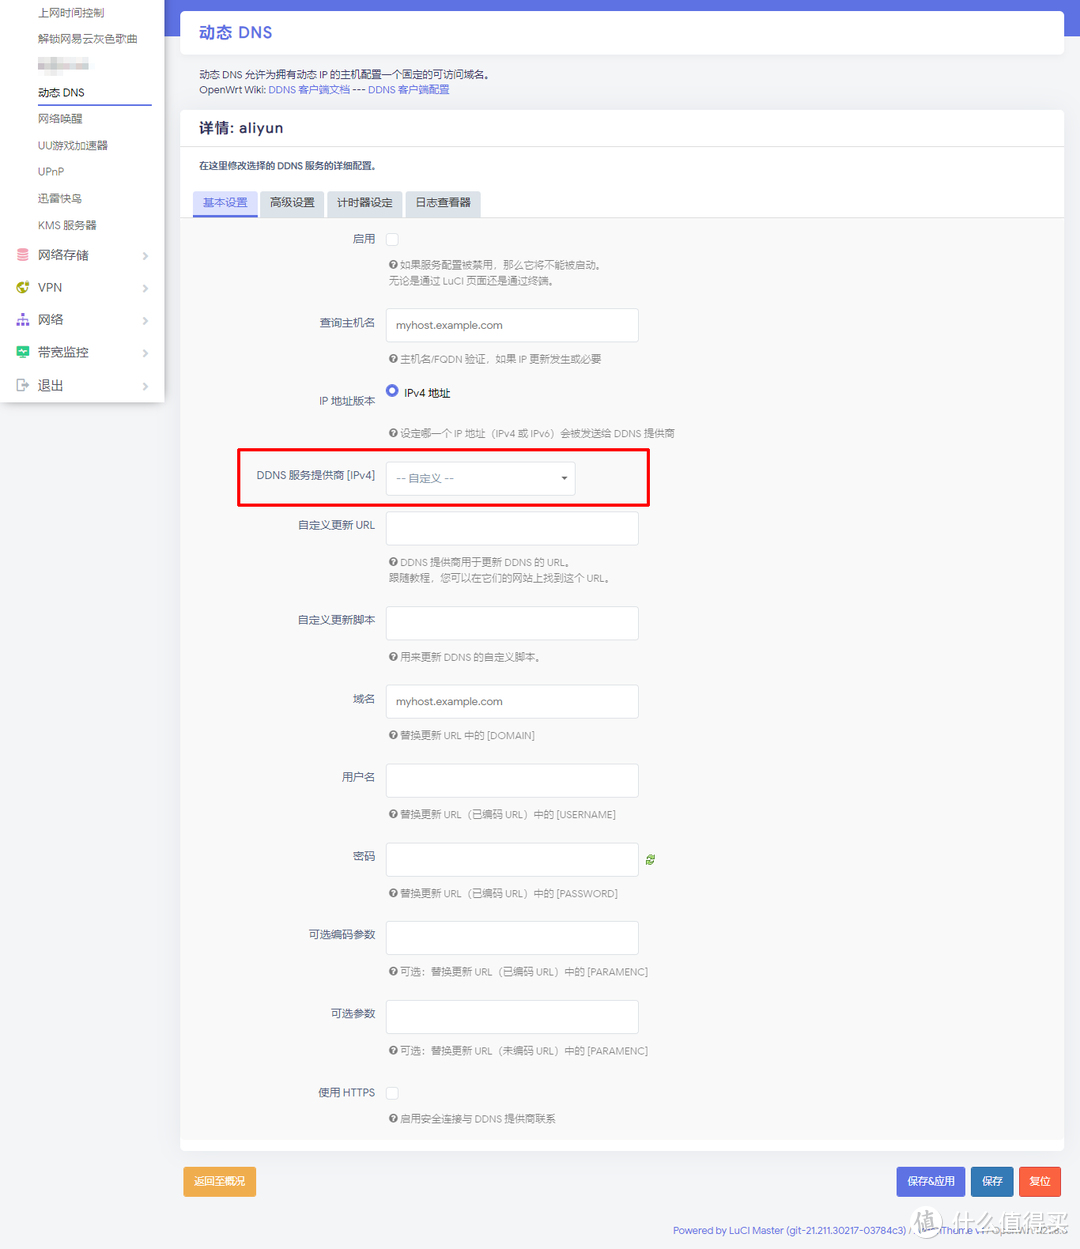 上网时间控制
解锁网易云灰色歌曲
动态 DNS
网络唤醒
UU游戏加速器
UPnP
迅雷快鸟
KMS 服务器
网络存储
VPN
网络
带宽监控
退出
动态 DNS
动态 DNS 允许为拥有动态 IP 的主机配置一个固定的可访问域名。
OpenWrt Wiki: DDNS 客户端文档 --- DDNS 客户端配置
详情: aliyun
在这里修改选择的 DDNS 服务的详细配置。
基本设置 高级设置 计时器设定 日志查看器
启用
如果服务配置被禁用，那么它将不能被启动。
无论是通过 LuCI 页面还是通过终端。
查询主机名 myhost.example.com
主机名/FQDN 验证，如果 IP 更新发生或必要
IP 地址版本 IPv4 地址
设定哪一个 IP 地址（IPv4 或 IPv6）会被发送给 DDNS 提供商
DDNS 服务提供商 [IPv4] -- 自定义 --
自定义更新 URL
DDNS 提供商用于更新 DDNS 的 URL。
跟随教程，您可以在它们的网站上找到这个 URL。
自定义更新脚本
用来更新 DDNS 的自定义脚本。
域名 myhost.example.com
替换更新 URL 中的 [DOMAIN]
用户名
替换更新 URL（已编码 URL）中的 [USERNAME]
密码
替换更新 URL（已编码 URL）中的 [PASSWORD]
可选编码参数
可选：替换更新 URL（已编码 URL）中的 [PARAMENC]
可选参数
可选：替换更新 URL（未编码 URL）中的 [PARAMENC]
使用 HTTPS
启用安全连接与 DDNS 提供商联系
返回至概况 保存&应用 保存 复位
Powered by LuCI Master (git-21.211.30217-03784c3) /
值 什么值得买